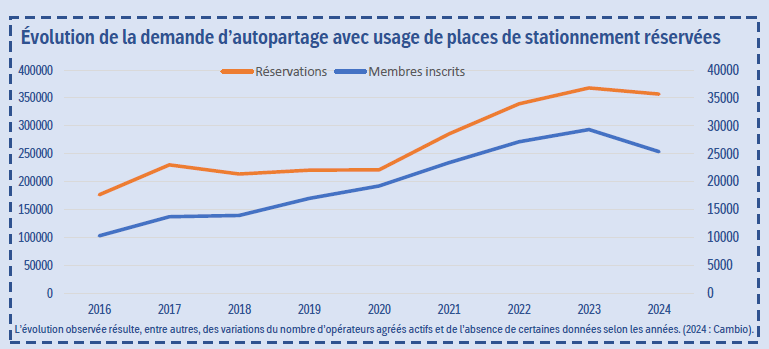 Évolution de la demande d'autopartage avec usage de places de stationnement réservées
Réservations Membres inscrits
400000 40000
350000 35000
300000 30000
250000 25000
200000 20000
150000 15000
100000 10000
50000 5000
0 0
2016 2017 2018 2019 2020 2021 2022 2023 2024
L'évolution observée résulte, entre autres, des variations du nombre d'opérateurs agréés actifs et de l'absence de certaines données selon les années. (2024 : Cambio).